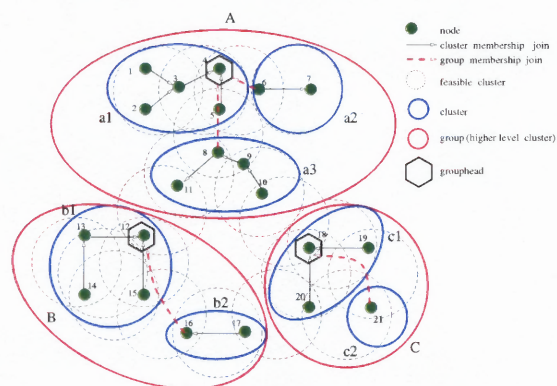 A
node
cluster membership join
group membership join
feasible cluster
cluster
group (higher level cluster)
grouphead
1
4
3
6
7
2
5
a1
a2
8
9
10
11
a3
b1
13
12
14
15
B
b2
16
17
c1
18
19
20
21
c2
C